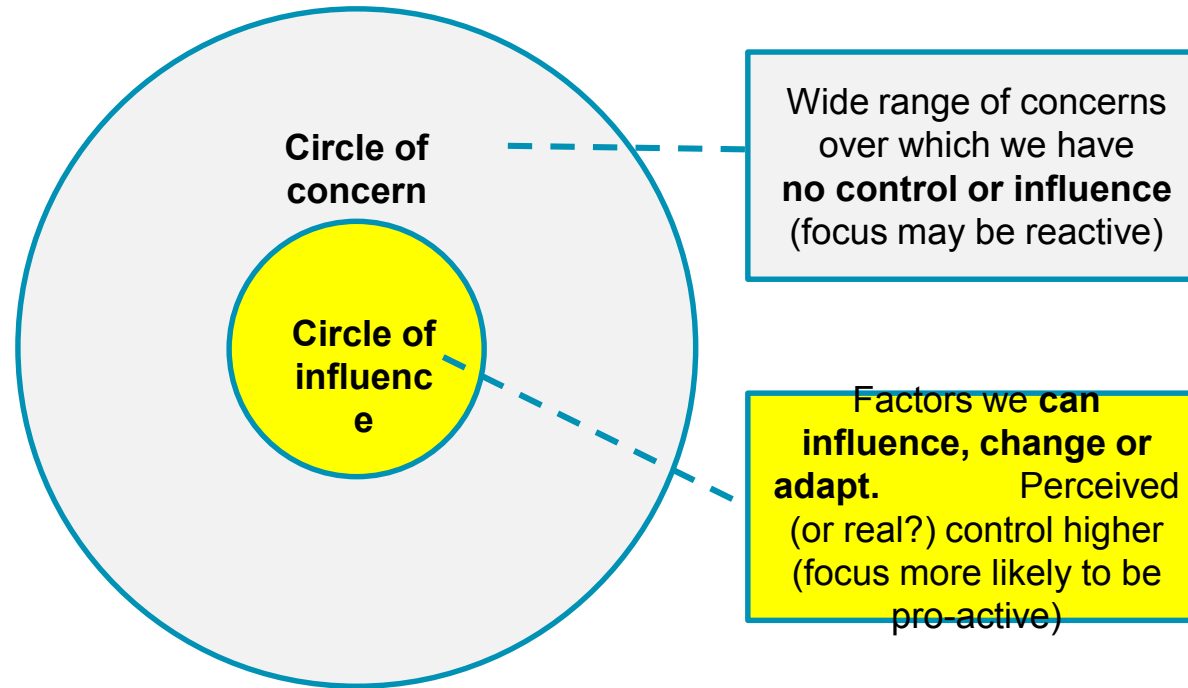 Circle of
concern
Wide range of concerns
over which we have
no control or influence
(focus may be reactive)
Circle of
influenc
e
Factors we can
influence, change or
adapt. Perceived
(or real?) control higher
(focus more likely to be
pro-active)